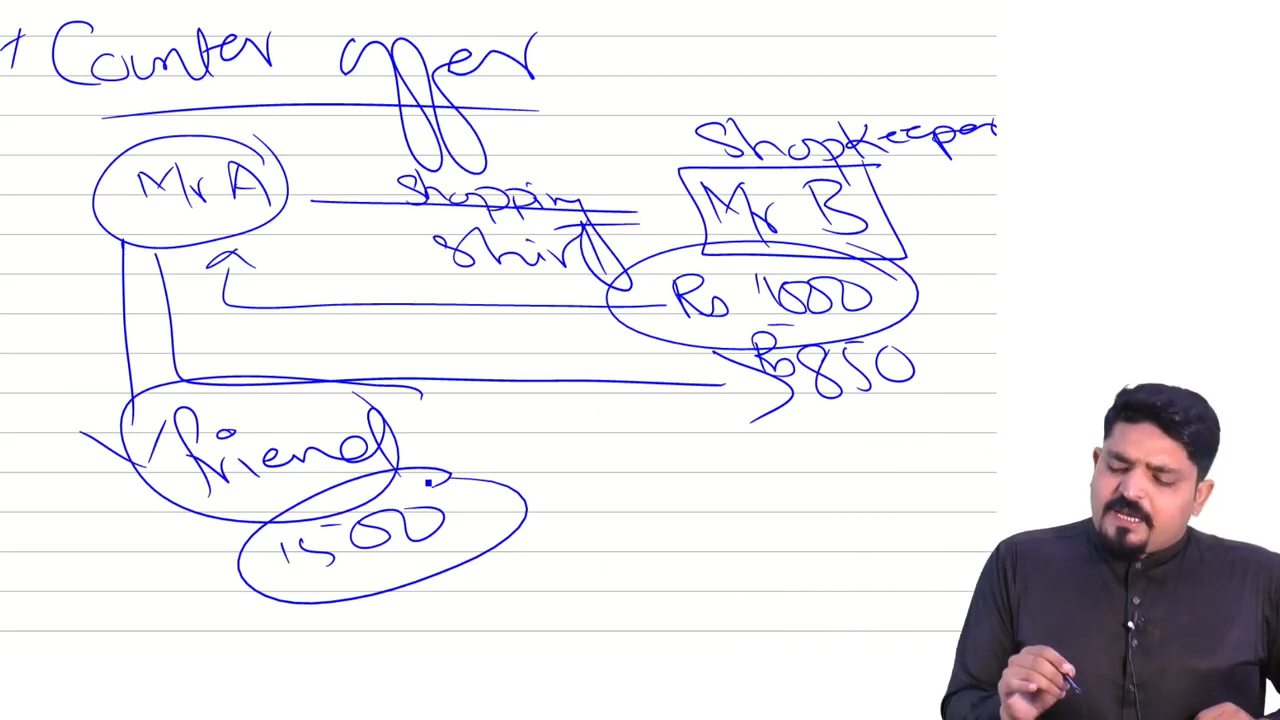 Counter offer
Shopkeeper
Mr A
Shopping
Mr B
Shirt
Rs 1000
Rs 850
friend
1500